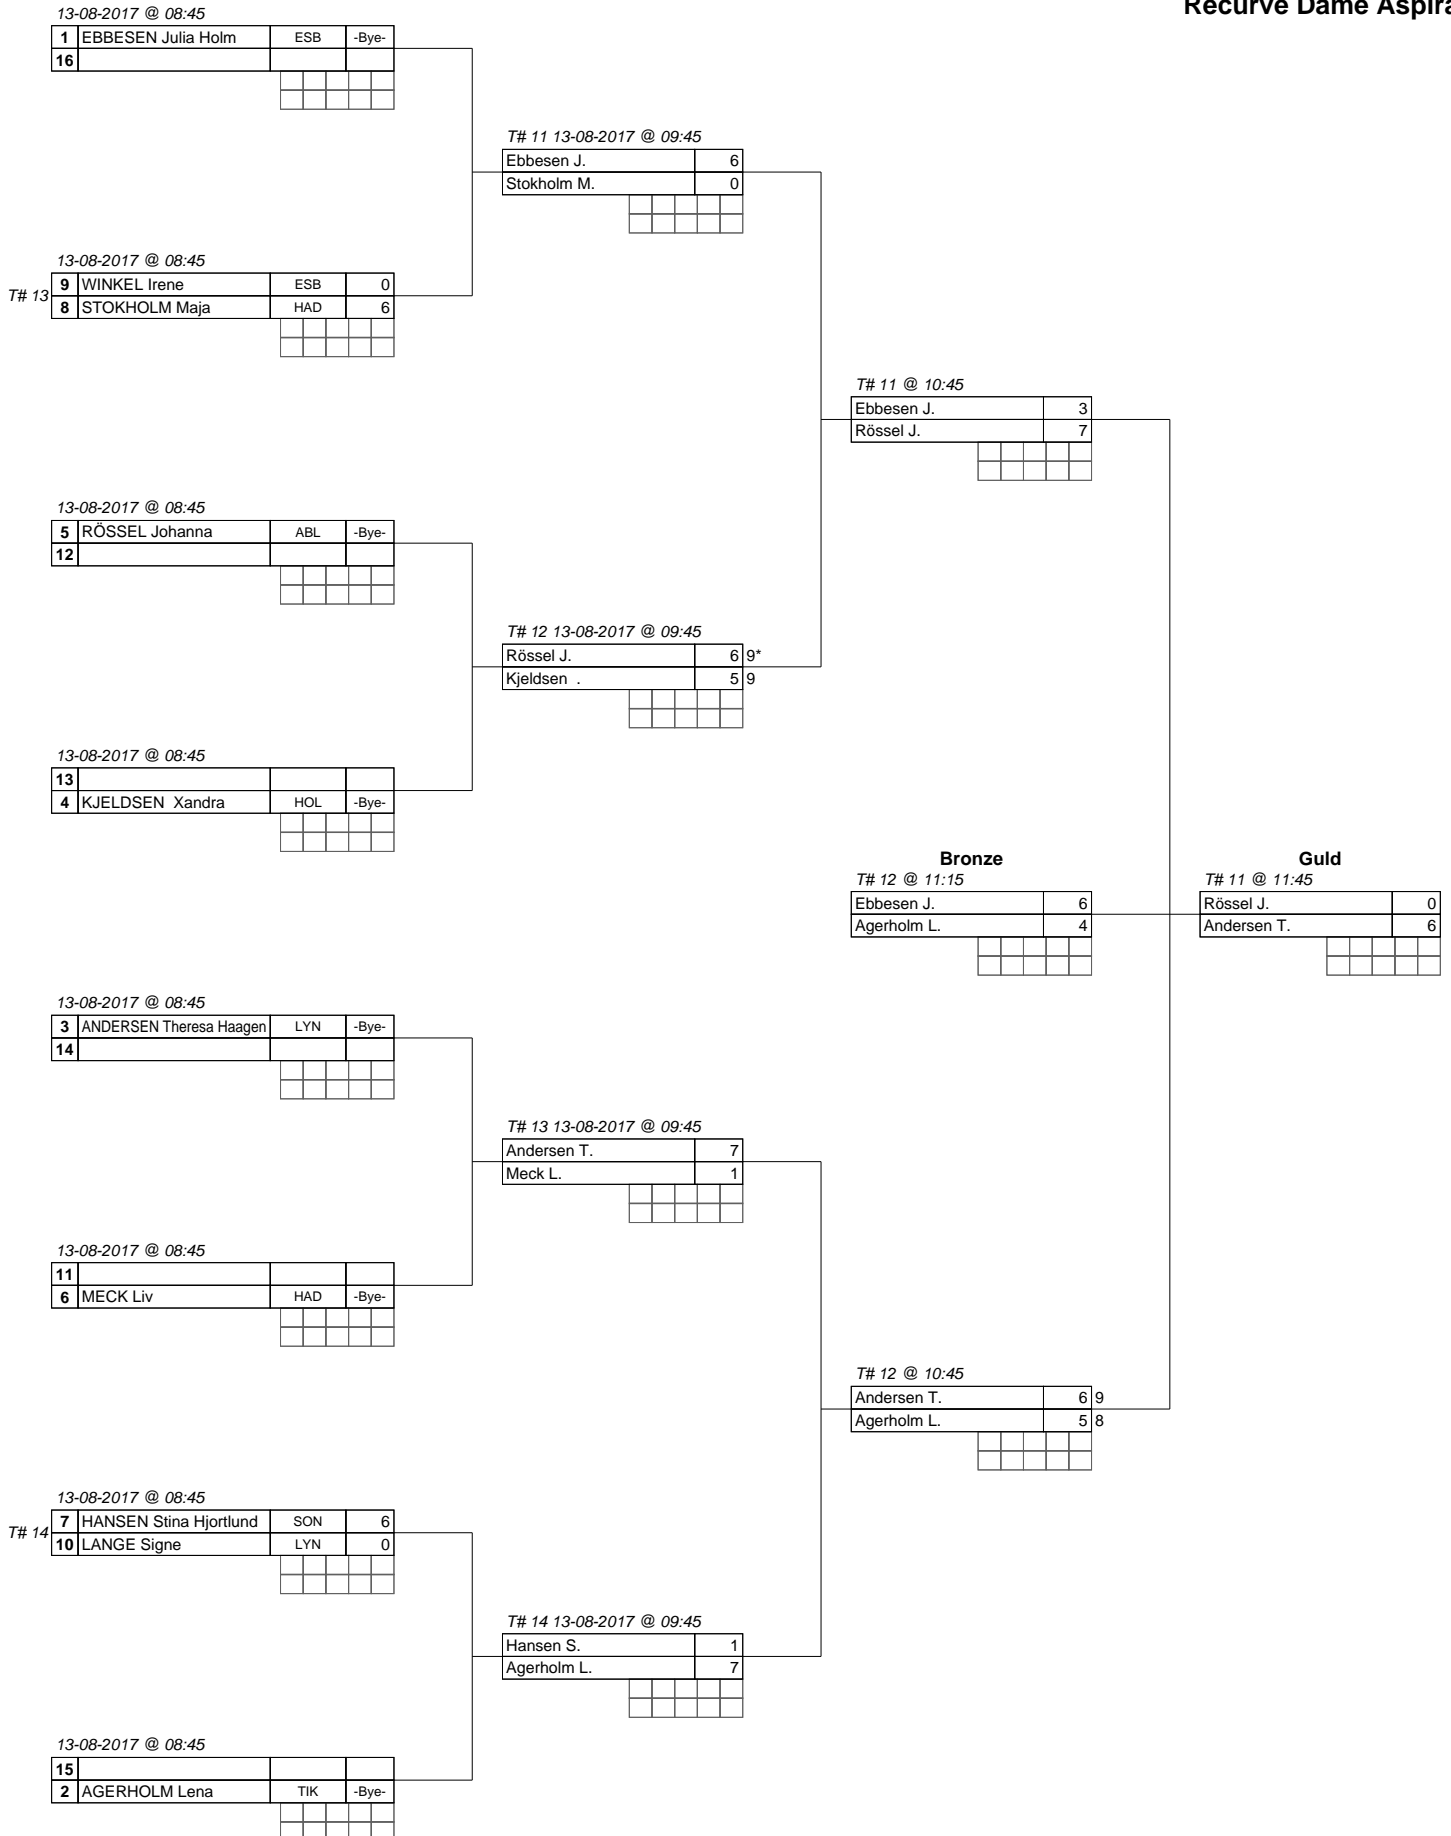 Recurve Dame Aspira
13-08-2017 @ 08:45
1 EBBESEN Julia Holm ESB -Bye-
16
T# 11 13-08-2017 @ 09:45
Ebbesen J. 6
Stokholm M. 0
13-08-2017 @ 08:45
T# 13
9 WINKEL Irene ESB 0
8 STOKHOLM Maja HAD 6
T# 11 @ 10:45
Ebbesen J. 3
Rössel J. 7
13-08-2017 @ 08:45
5 RÖSSEL Johanna ABL -Bye-
12
T# 12 13-08-2017 @ 09:45
Rössel J. 6 9*
Kjeldsen . 5 9
13-08-2017 @ 08:45
13
4 KJELDSEN Xandra HOL -Bye-
Bronze
T# 12 @ 11:15
Ebbesen J. 6
Agerholm L. 4
Guld
T# 11 @ 11:45
Rössel J. 0
Andersen T. 6
13-08-2017 @ 08:45
3 ANDERSEN Theresa Haagen LYN -Bye-
14
T# 13 13-08-2017 @ 09:45
Andersen T. 7
Meck L. 1
13-08-2017 @ 08:45
11
6 MECK Liv HAD -Bye-
T# 12 @ 10:45
Andersen T. 6 9
Agerholm L. 5 8
13-08-2017 @ 08:45
T# 14
7 HANSEN Stina Hjortlund SON 6
10 LANGE Signe LYN 0
T# 14 13-08-2017 @ 09:45
Hansen S. 1
Agerholm L. 7
13-08-2017 @ 08:45
15
2 AGERHOLM Lena TIK -Bye-